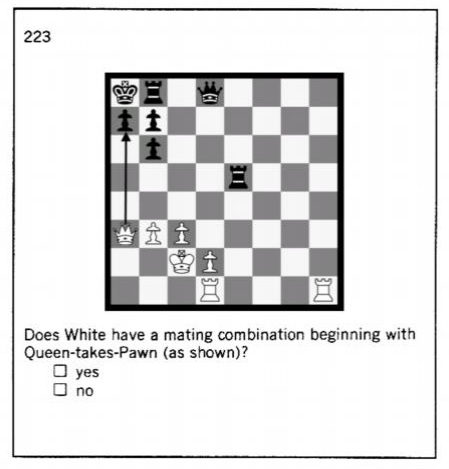 223
Does White have a mating combination beginning with
Queen-takes-Pawn (as shown)?
☐ yes
☐ no